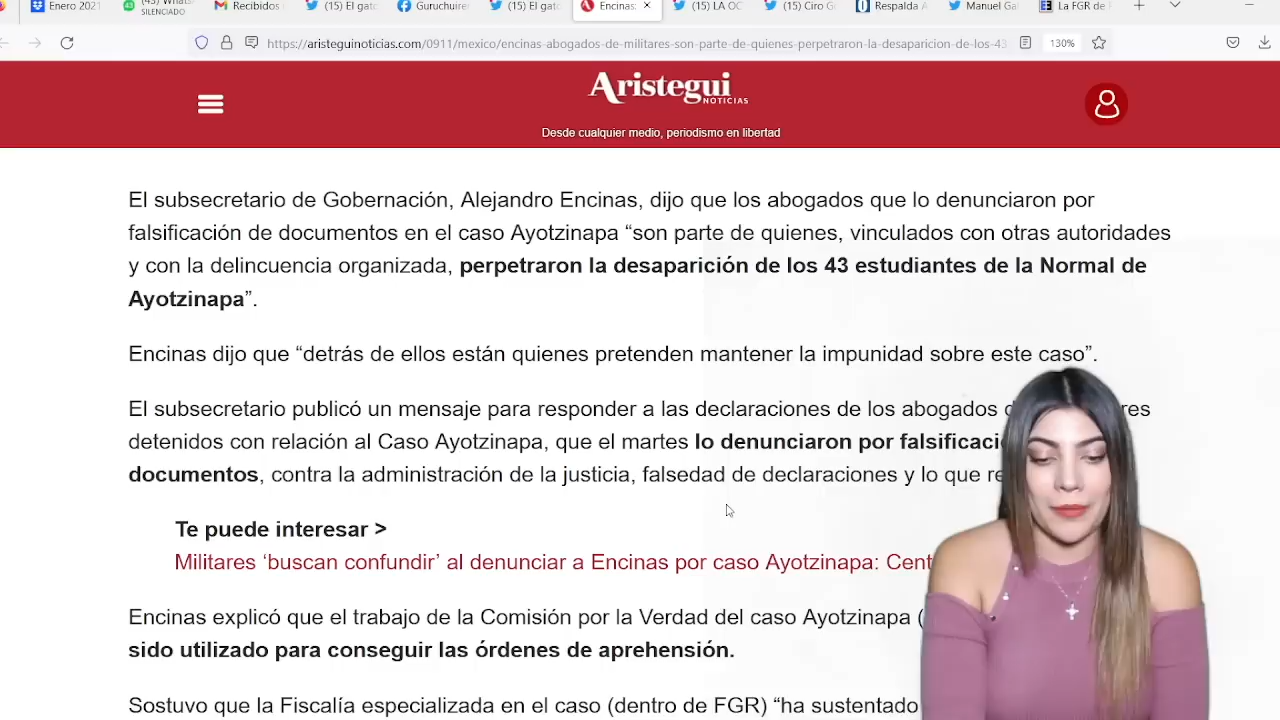 Enero 2021
(43) What
SILENCIADO
Recibidos
(15) El gato
Guruchuire
(15) El gato
Encinas:
(15) LA OC
Ciro G
Respalda A
Manuel Ga
La FGR de
https://aristeguinoticias.com/0911/mexico/encinas-abogados-de-militares-son-parte-de-quienes-perpetraron-la-desaparicion-de-los-43
130%
Aristegui
NOTICIAS
Desde cualquier medio, periodismo en libertad
El subsecretario de Gobernación, Alejandro Encinas, dijo que los abogados que lo denunciaron por
falsificación de documentos en el caso Ayotzinapa “son parte de quienes, vinculados con otras autoridades
y con la delincuencia organizada, perpetraron la desaparición de los 43 estudiantes de la Normal de
Ayotzinapa”.
Encinas dijo que “detrás de ellos están quienes pretenden mantener la impunidad sobre este caso”.
El subsecretario publicó un mensaje para responder a las declaraciones de los abogados d res
detenidos con relación al Caso Ayotzinapa, que el martes lo denunciaron por falsificaci
documentos, contra la administración de la justicia, falsedad de declaraciones y lo que re
Te puede interesar >
Militares ‘buscan confundir’ al denunciar a Encinas por caso Ayotzinapa: Cent
Encinas explicó que el trabajo de la Comisión por la Verdad del caso Ayotzinapa (
sido utilizado para conseguir las órdenes de aprehensión.
Sostuvo que la Fiscalía especializada en el caso (dentro de FGR) “ha sustentado